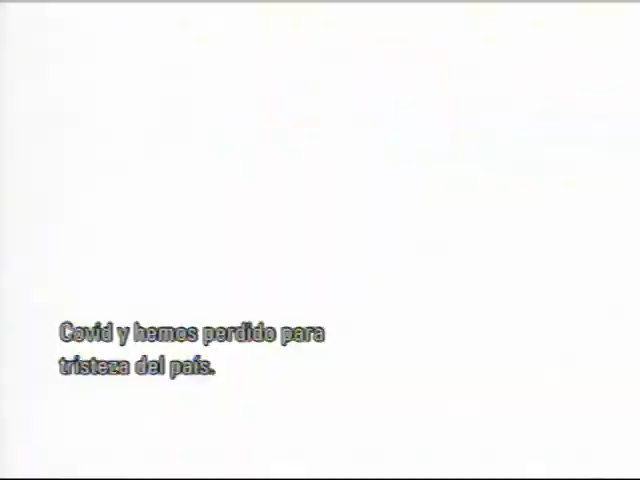 Covid y hemos perdido para
tristeza del país.